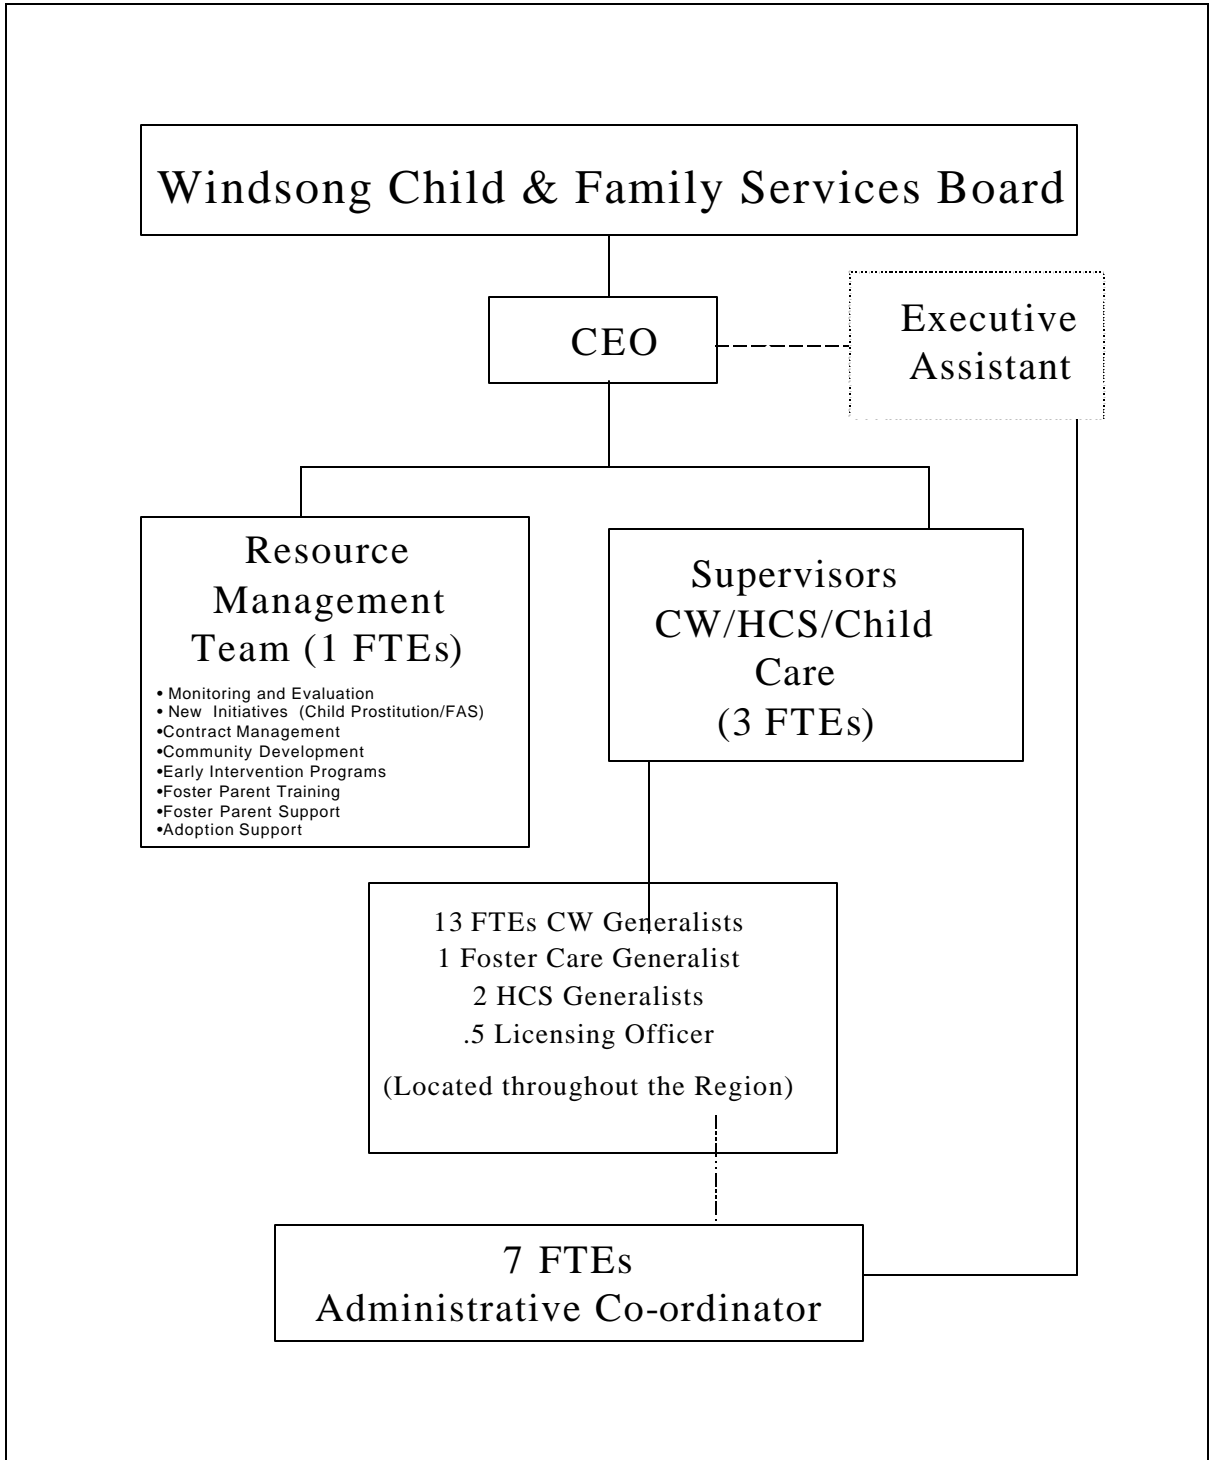 Windsong Child & Family Services Board
CEO
Executive
Assistant
Resource
Management
Team (1 FTEs)
• Monitoring and Evaluation
• New Initiatives (Child Prostitution/FAS)
•Contract Management
•Community Development
•Early Intervention Programs
•Foster Parent Training
•Foster Parent Support
•Adoption Support
Supervisors
CW/HCS/Child
Care
(3 FTEs)
13 FTEs CW Generalists
1 Foster Care Generalist
2 HCS Generalists
.5 Licensing Officer
(Located throughout the Region)
7 FTEs
Administrative Co-ordinator